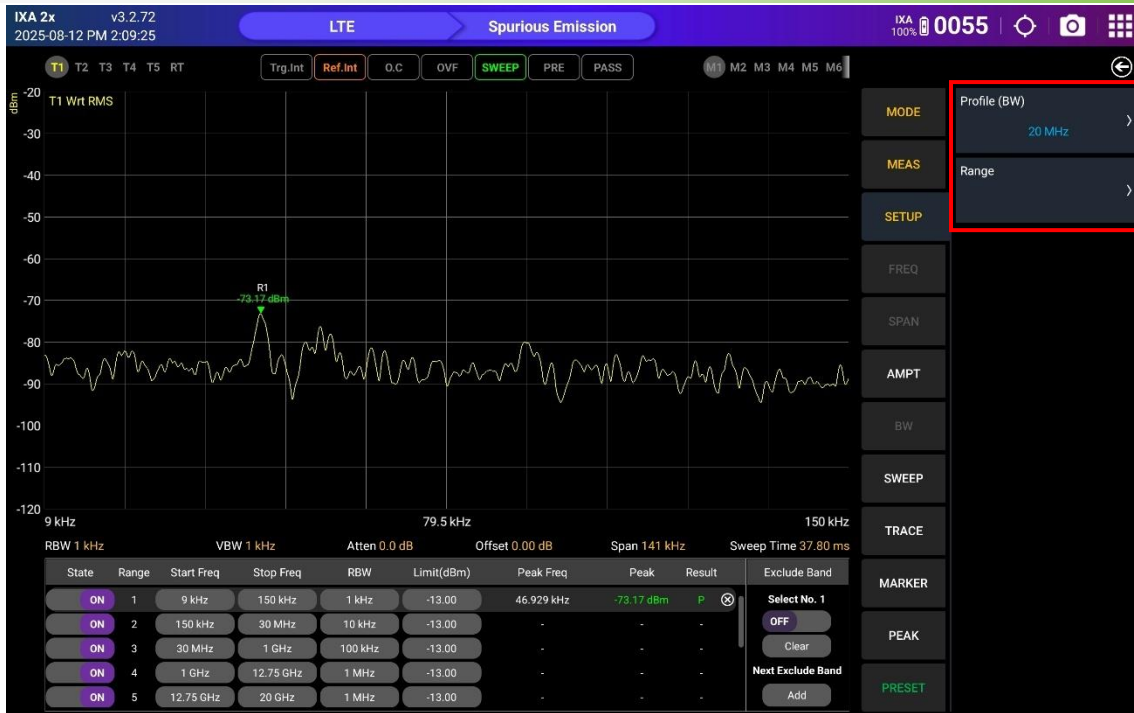 IXA 2x v3.2.72
2025-08-12 PM 2:09:25
LTE Spurious Emission
IXA 100% 0055
T1 T2 T3 T4 T5 RT Trg.Int Ref.Int O.C OVF SWEEP PRE PASS M1 M2 M3 M4 M5 M6
dBm
T1 Wrt RMS
-20
-30
-40
-50
-60
-70
-80
-90
-100
-110
-120
R1
-73.17 dBm
9 kHz 79.5 kHz 150 kHz
RBW 1 kHz VBW 1 kHz Atten 0.0 dB Offset 0.00 dB Span 141 kHz Sweep Time 37.80 ms
State Range Start Freq Stop Freq RBW Limit(dBm) Peak Freq Peak Result
ON 1 9 kHz 150 kHz 1 kHz -13.00 46.929 kHz -73.17 dBm P
ON 2 150 kHz 30 MHz 10 kHz -13.00 - - -
ON 3 30 MHz 1 GHz 100 kHz -13.00 - - -
ON 4 1 GHz 12.75 GHz 1 MHz -13.00 - - -
ON 5 12.75 GHz 20 GHz 1 MHz -13.00 - - -
Exclude Band
Select No. 1
OFF
Clear
Next Exclude Band
Add
MODE
MEAS
SETUP
FREQ
SPAN
AMPT
BW
SWEEP
TRACE
MARKER
PEAK
PRESET
Profile (BW)
20 MHz
Range